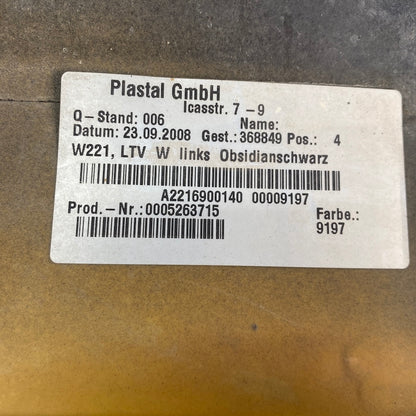 Plastal GmbH
Icasstr. 7-9
Q-Stand: 006 Name:
Datum: 23.09.2008 Gest.:368849 Pos.: 4
W221, LTV W links Obsidianschwarz
A2216900140 00009197
Prod.-Nr.:0005263715 Farbe.:
9197